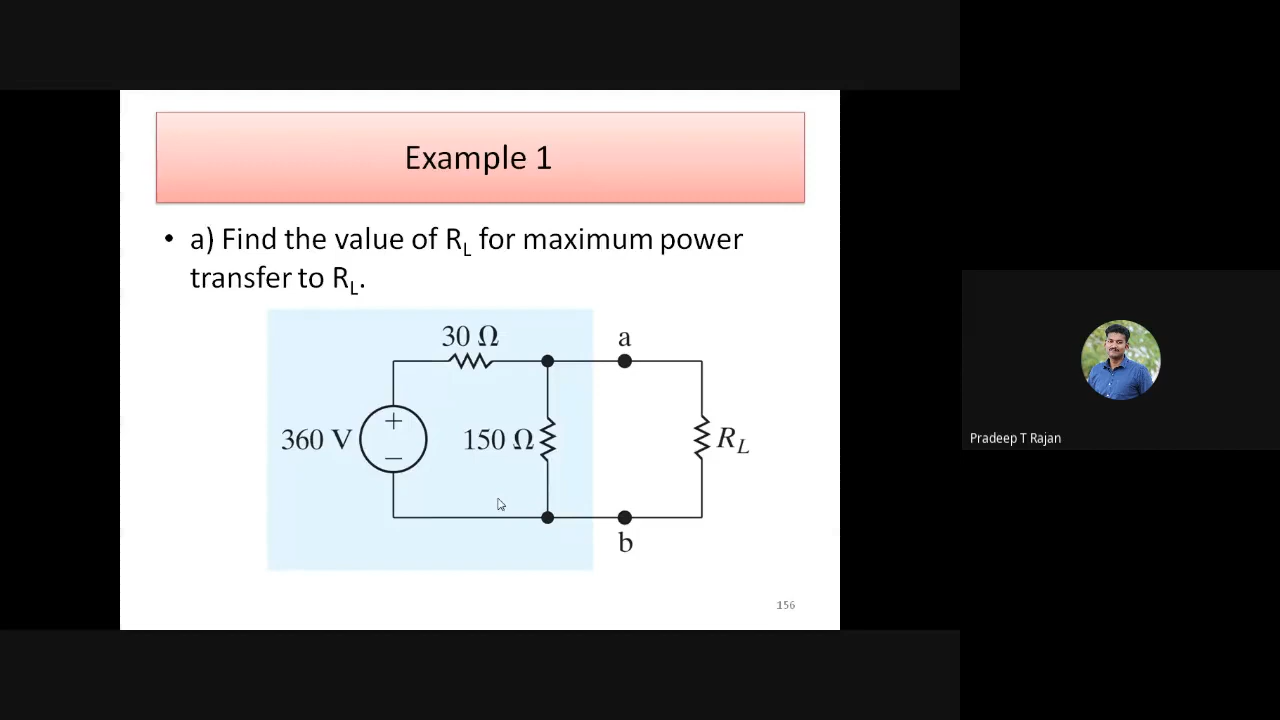 Example 1
• a) Find the value of R_L for maximum power
transfer to R_L.
30 Ω
a
360 V
+
−
150 Ω
R_L
b
156
Pradeep T Rajan